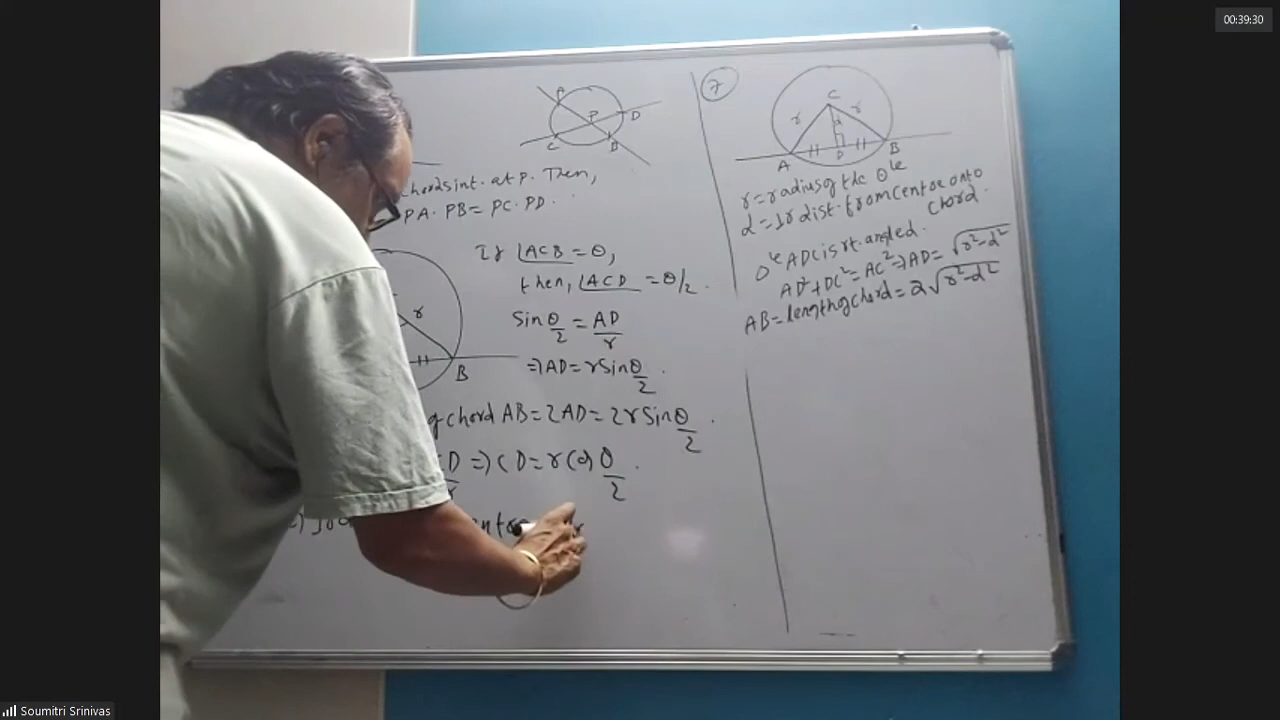 00:39:30
P
P
D
C
B
chords int. at P. Then,
PA. PB = PC. PD.
If ∠ACB = θ,
then, ∠ACD = θ/2.
Sin θ/2 = AD/r
⇒ AD = r Sin θ/2.
r
B
g chord AB = 2AD = 2r Sin θ/2.
D ⇒ CD = r Cos θ/2.
7
C
r
r
d
A
D
B
r = radius of the Θle
d = ⊥r dist. from centre onto
chord.
Δle ADC is rt. angled.
AD² + DC² = AC² ⇒ AD = √r²-d²
AB = length of chord = 2√r²-d²
Soumitri Srinivas